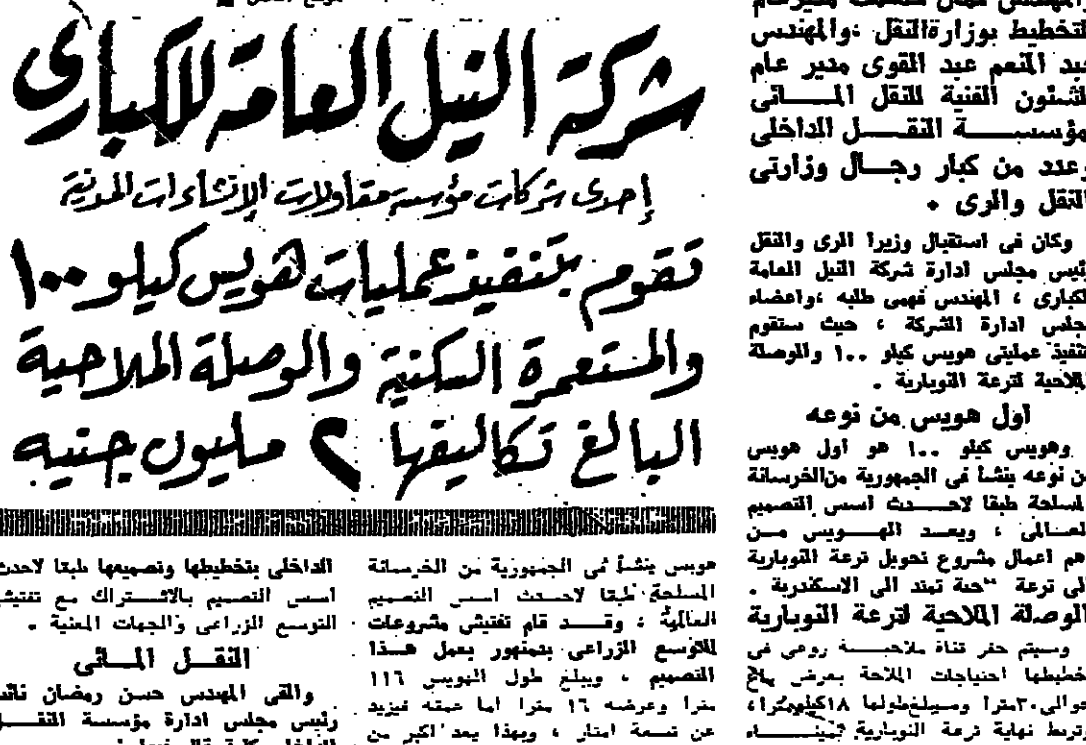 شركة النيل العامة للكبارى
إحدى شركات مؤسسة مقاولات الإنشاءات المدنية
تقوم بتنفيذ عمليات هويس كيلو ١٠٠
والمستعمرة السكنية والوصلة الملاحية
البالغ تكاليفها ٢ مليون جنيه
التخطيط بوزارة النقل ،والمهندس
عبد المنعم عبد القوى مدير عام
الشئون الفنية للنقل المائى
مؤسسة النقل الداخلى
وعدد من كبار رجال وزارتى
النقل والرى .
وكان فى استقبال وزيرا الرى والنقل
رئيس مجلس ادارة شركة النيل العامة
للكبارى ، المهندس فهمى طلبه ،واعضاء
مجلس ادارة الشركة ، حيث ستقوم
بتنفيذ عمليتى هويس كيلو ١٠٠ والوصلة
الملاحية لترعة النوبارية .
اول هويس من نوعه
وهويس كيلو ١٠٠ هو اول هويس
من نوعه ينشأ فى الجمهورية من الخرسانة
المسلحة طبقا لاحدث اسس التصميم
العالى ، ويعد الهويس من
اهم اعمال مشروع تحويل ترعة النوبارية
الى ترعة تمتد الى الاسكندرية .
الوصلة الملاحية لترعة النوبارية
وسيتم حفر قناة ملاحية روعى فى
تخطيطها احتياجات الملاحة بعرض
حوالى ٣٠مترا وسيبلغ طولها ١٨ كيلومترا ،
تربط نهاية ترعة النوبارية بميناء
هويس ينشأ فى الجمهورية من الخرسانة
المسلحة طبقا لاحدث اسس التصميم
العالمية ، وقد قام تفتيش مشروعات
التوسع الزراعى بدمنهور بعمل هذا
التصميم ، ويبلغ طول الهويس ١١٦
مترا وعرضه ١٦ مترا اما عمقه فيزيد
عن تسعة امتار ، وبهذا يعد اكبر من
الداخلى بتخطيطها وتصميمها طبقا لاحدث
اسس التصميم بالاشتراك مع تفتيش
التوسع الزراعى والجهات المعنية .
النقل المائى
والقى المهندس حسن رمضان نائب
رئيس مجلس ادارة مؤسسة النقل